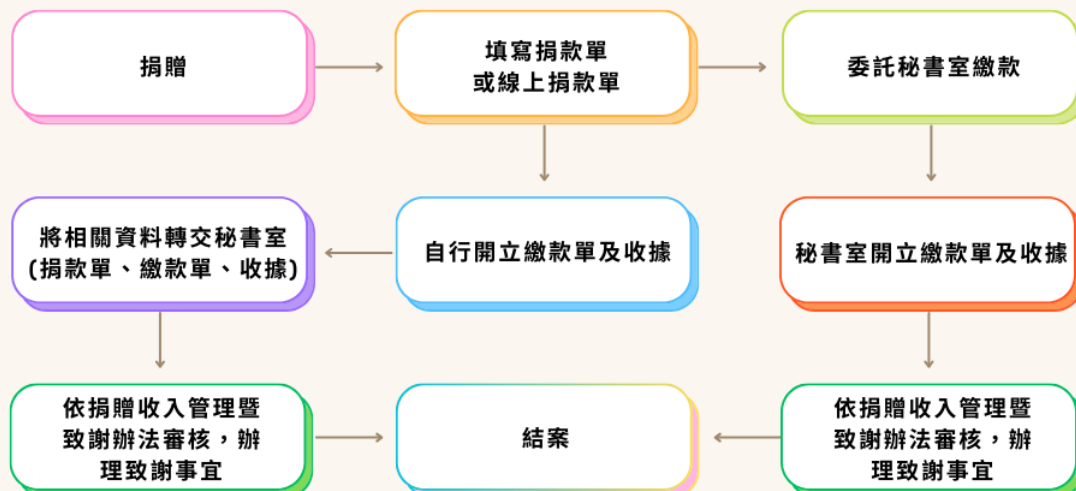 捐贈
填寫捐款單
或線上捐款單
委託秘書室繳款
將相關資料轉交秘書室
(捐款單、繳款單、收據)
自行開立繳款單及收據
秘書室開立繳款單及收據
依捐贈收入管理暨
致謝辦法審核，辦
理致謝事宜
結案
依捐贈收入管理暨
致謝辦法審核，辦
理致謝事宜